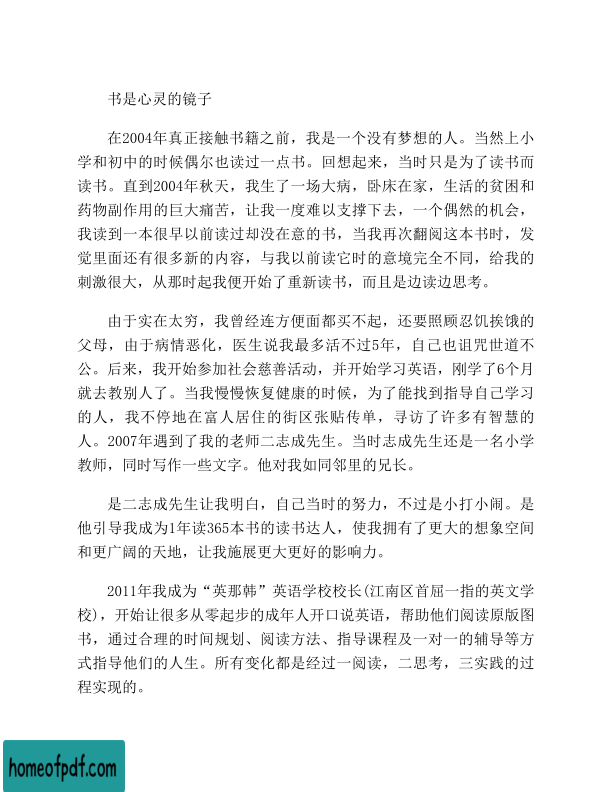 书是心灵的镜子
在2004年真正接触书籍之前，我是一个没有梦想的人。当然上小
学和初中的时候偶尔也读过一点书。回想起来，当时只是为了读书而
读书。直到2004年秋天，我生了一场大病，卧床在家，生活的贫困和
药物副作用的巨大痛苦，让我一度难以支撑下去，一个偶然的机会，
我读到一本很早以前读过却没在意的书，当我再次翻阅这本书时，发
觉里面还有很多新的内容，与我以前读它时的意境完全不同，给我的
刺激很大，从那时起我便开始了重新读书，而且是边读边思考。
由于实在太穷，我曾经连方便面都买不起，还要照顾忍饥挨饿的
父母，由于病情恶化，医生说我最多活不过5年，自己也诅咒世道不
公。后来，我开始参加社会慈善活动，并开始学习英语，刚学了6个月
就去教别人了。当我慢慢恢复健康的时候，为了能找到指导自己学习
的人，我不停地在富人居住的街区张贴传单，寻访了许多有智慧的
人。2007年遇到了我的老师二志成先生。当时志成先生还是一名小学
教师，同时写作一些文字。他对我如同邻里的兄长。
是二志成先生让我明白，自己当时的努力，不过是小打小闹。是
他引导我成为1年读365本书的读书达人，使我拥有了更大的想象空间
和更广阔的天地，让我施展更大更好的影响力。
2011年我成为“英那韩”英语学校校长(江南区首屈一指的英文学
校)，开始让很多从零起步的成年人开口说英语，帮助他们阅读原版图
书，通过合理的时间规划、阅读方法、指导课程及一对一的辅导等方
式指导他们的人生。所有变化都是经过一阅读，二思考，三实践的过
程实现的。
homeofpdf.com